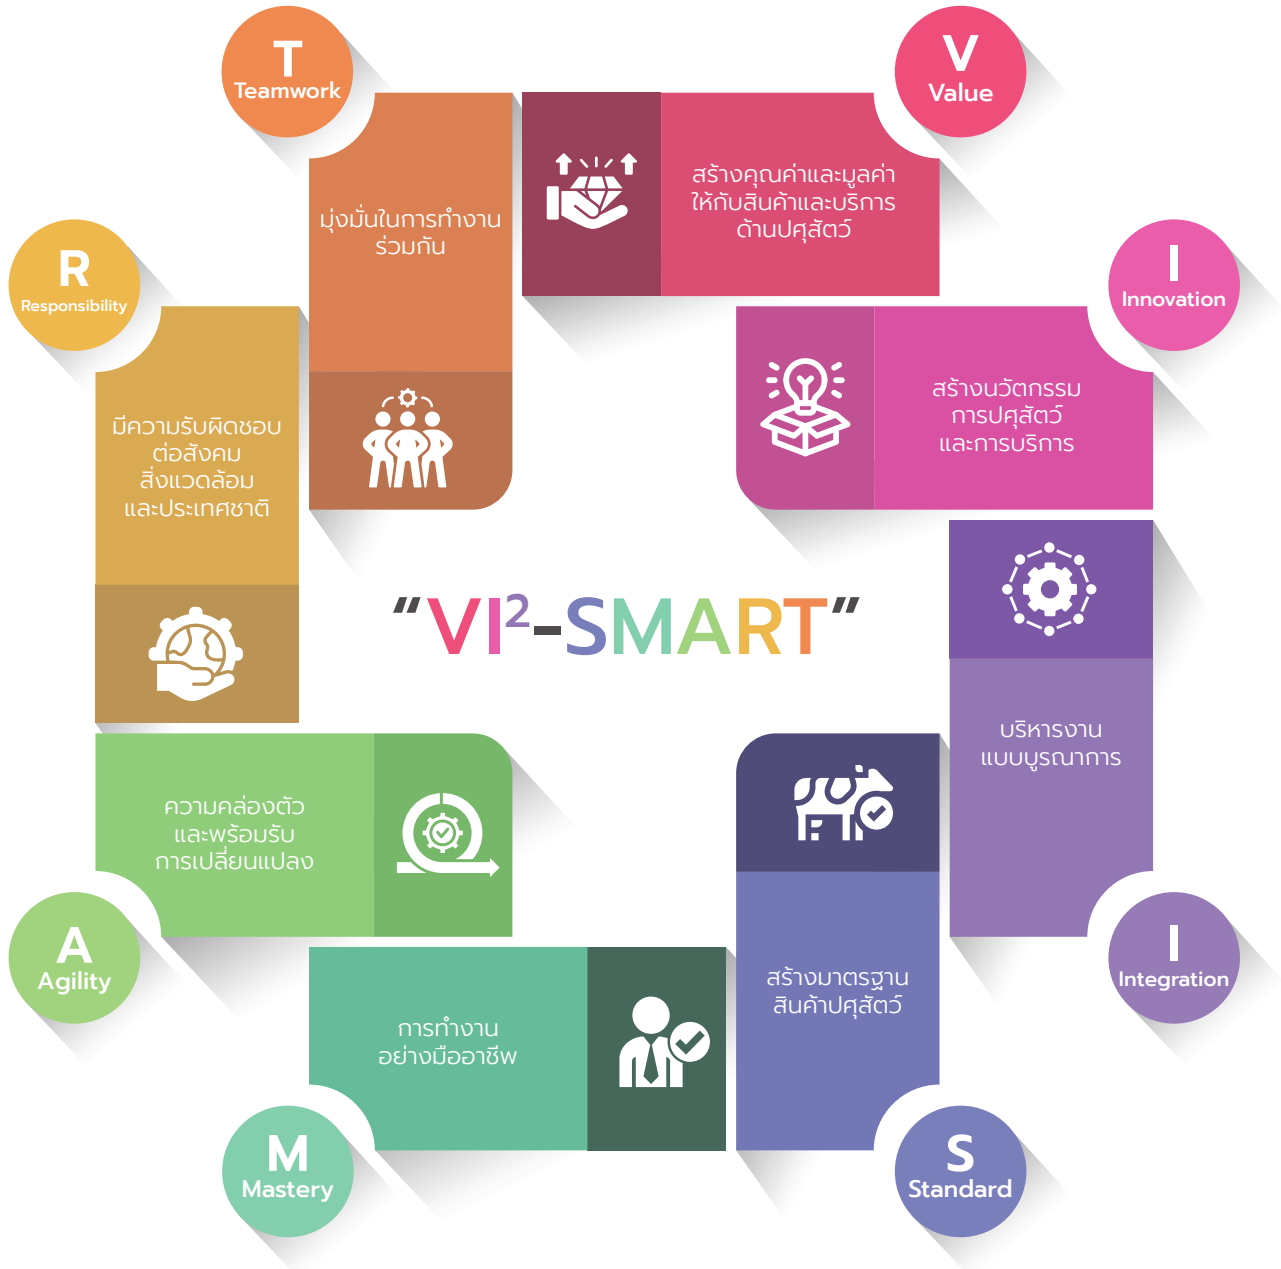 T
Teamwork
มุ่งมั่นในการทำงาน
ร่วมกัน
V
Value
สร้างคุณค่าและมูลค่า
ให้กับสินค้าและบริการ
ด้านปศุสัตว์
I
Innovation
สร้างนวัตกรรม
การปศุสัตว์
และการบริการ
R
Responsibility
มีความรับผิดชอบ
ต่อสังคม
สิ่งแวดล้อม
และประเทศชาติ
"VI²-SMART"
บริหารงาน
แบบบูรณาการ
I
Integration
ความคล่องตัว
และพร้อมรับ
การเปลี่ยนแปลง
A
Agility
สร้างมาตรฐาน
สินค้าปศุสัตว์
S
Standard
การทำงาน
อย่างมืออาชีพ
M
Mastery